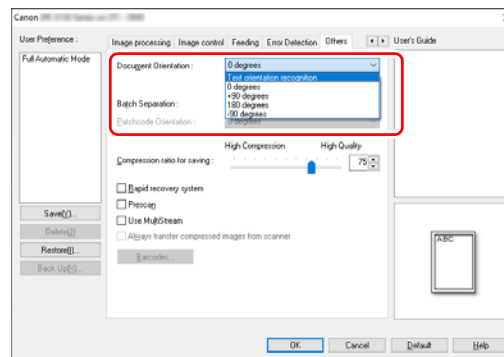 Canon
User Preference :
Full Automatic Mode
Save(Y)...
Delete(J)
Restore(I)...
Back Up(X)...
Image processing Image control Feeding Error Detection Others
Document Orientation :
0 degrees
Text orientation recognition
0 degrees
+90 degrees
180 degrees
-90 degrees
Batch Separation :
Patchcode Orientation :
0 degrees
High Compression High Quality
Compression ratio for saving :
75
Rapid recovery system
Prescan
Use MultiStream
Always transfer compressed images from scanner
Barcodes...
User's Guide
ABC
OK Cancel Default Help